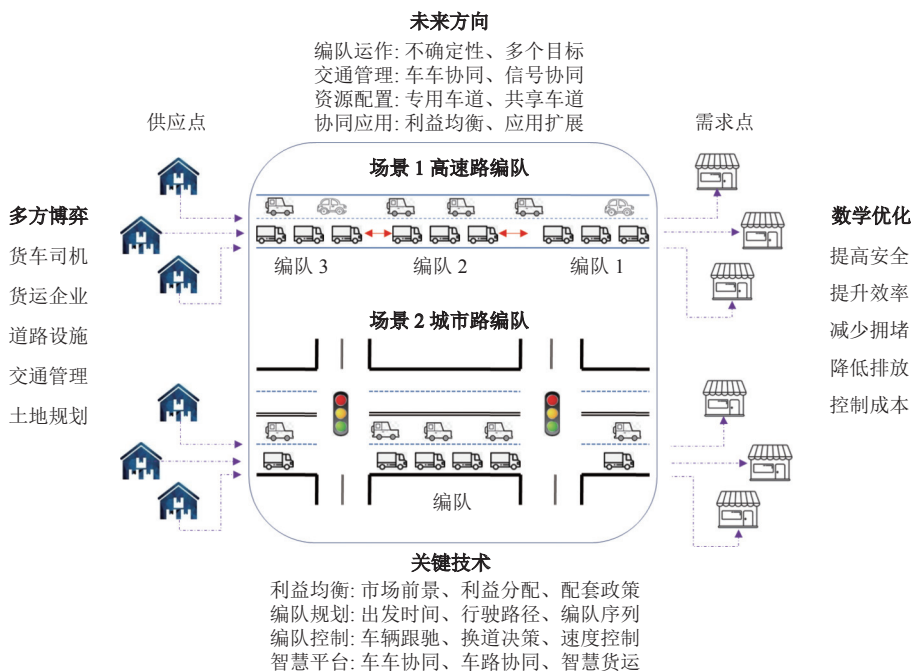 未来方向
编队运作: 不确定性、多个目标
交通管理: 车车协同、信号协同
资源配置: 专用车道、共享车道
协同应用: 利益均衡、应用扩展
供应点
需求点
场景 1 高速路编队
编队 3
编队 2
编队 1
多方博弈
货车司机
货运企业
道路设施
交通管理
土地规划
数学优化
提高安全
提升效率
减少拥堵
降低排放
控制成本
场景 2 城市路编队
编队
关键技术
利益均衡: 市场前景、利益分配、配套政策
编队规划: 出发时间、行驶路径、编队序列
编队控制: 车辆跟驰、换道决策、速度控制
智慧平台: 车车协同、车路协同、智慧货运